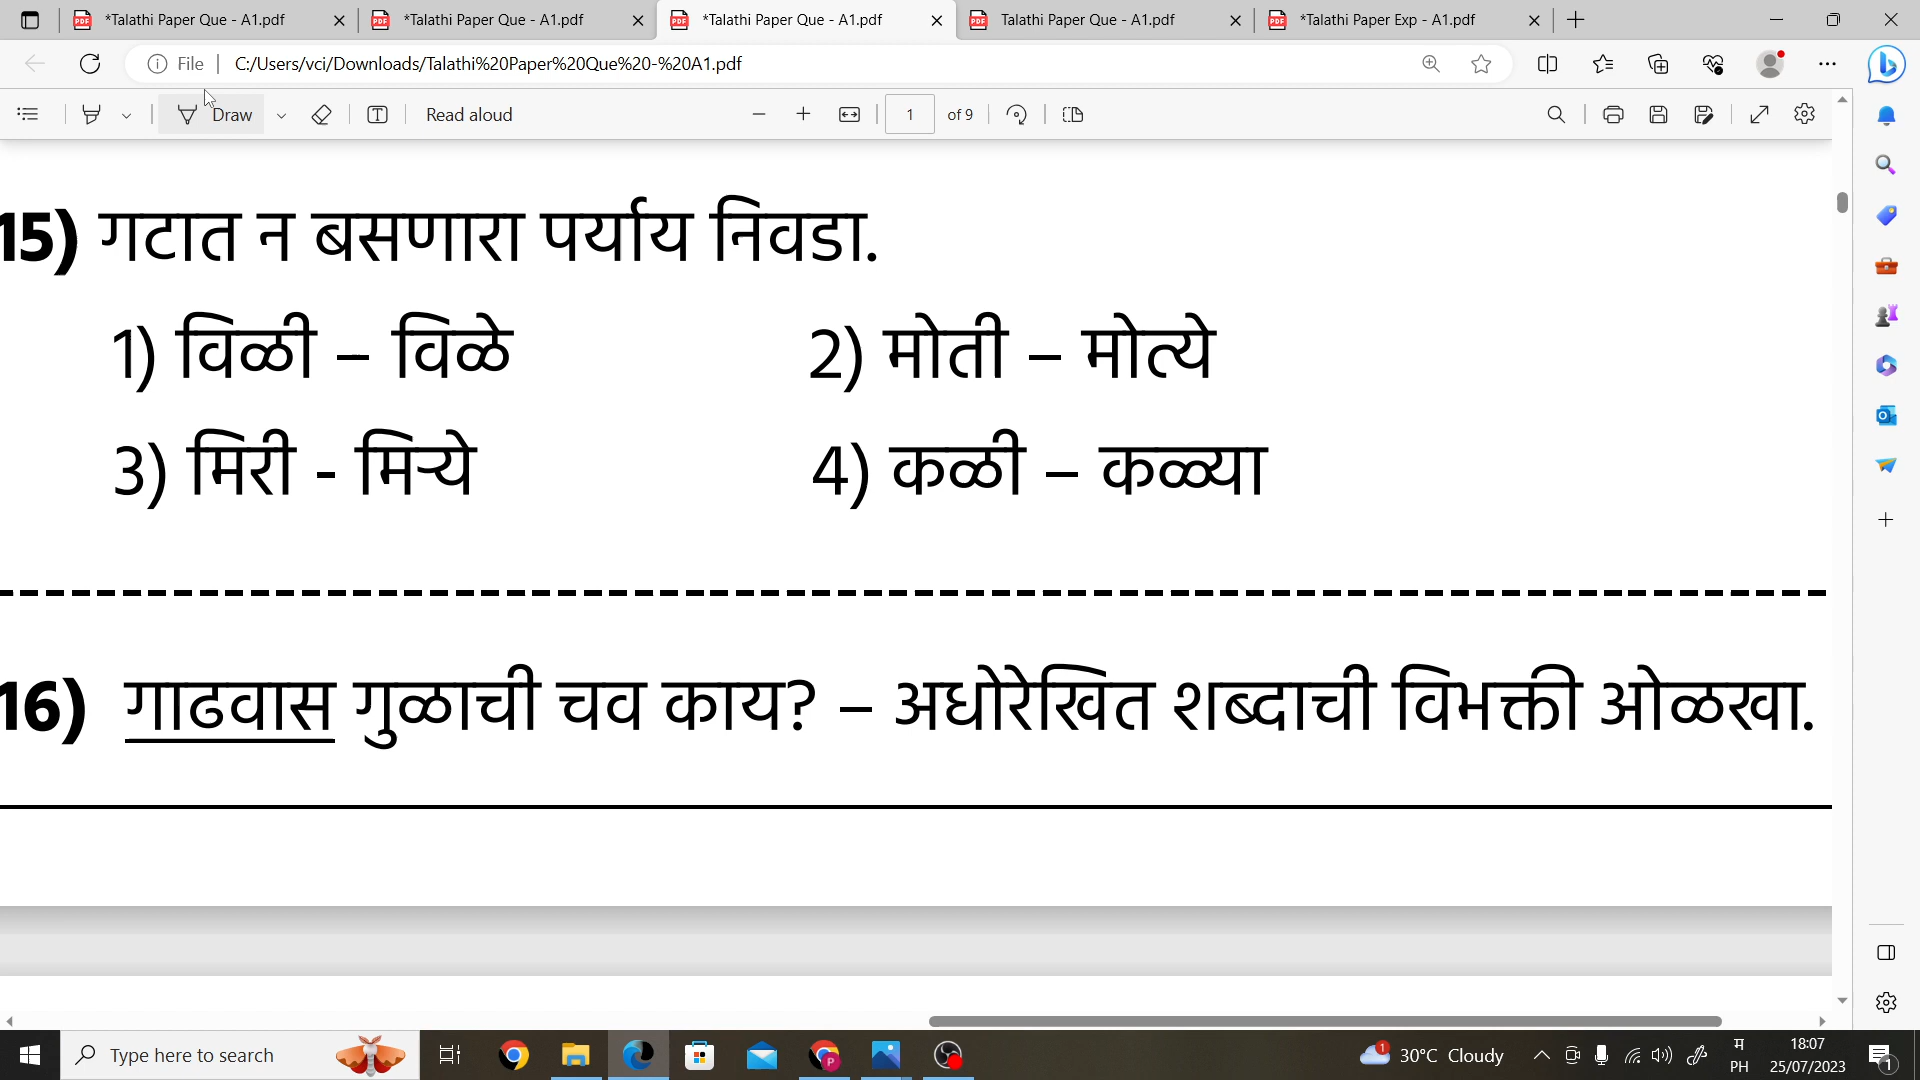 *Talathi Paper Que - A1.pdf
*Talathi Paper Que - A1.pdf
*Talathi Paper Que - A1.pdf
Talathi Paper Que - A1.pdf
*Talathi Paper Exp - A1.pdf
File
C:/Users/vci/Downloads/Talathi%20Paper%20Que%20-%20A1.pdf
Draw
Read aloud
1
of 9
15) गटात न बसणारा पर्याय निवडा.
1) विळी – विळे
2) मोती – मोत्ये
3) मिरी - मिऱ्ये
4) कळी – कळ्या
16) गाढवास गुळाची चव काय? – अधोरेखित शब्दाची विभक्ती ओळखा.
Type here to search
1
30°C Cloudy
म
PH
18:07
25/07/2023
1